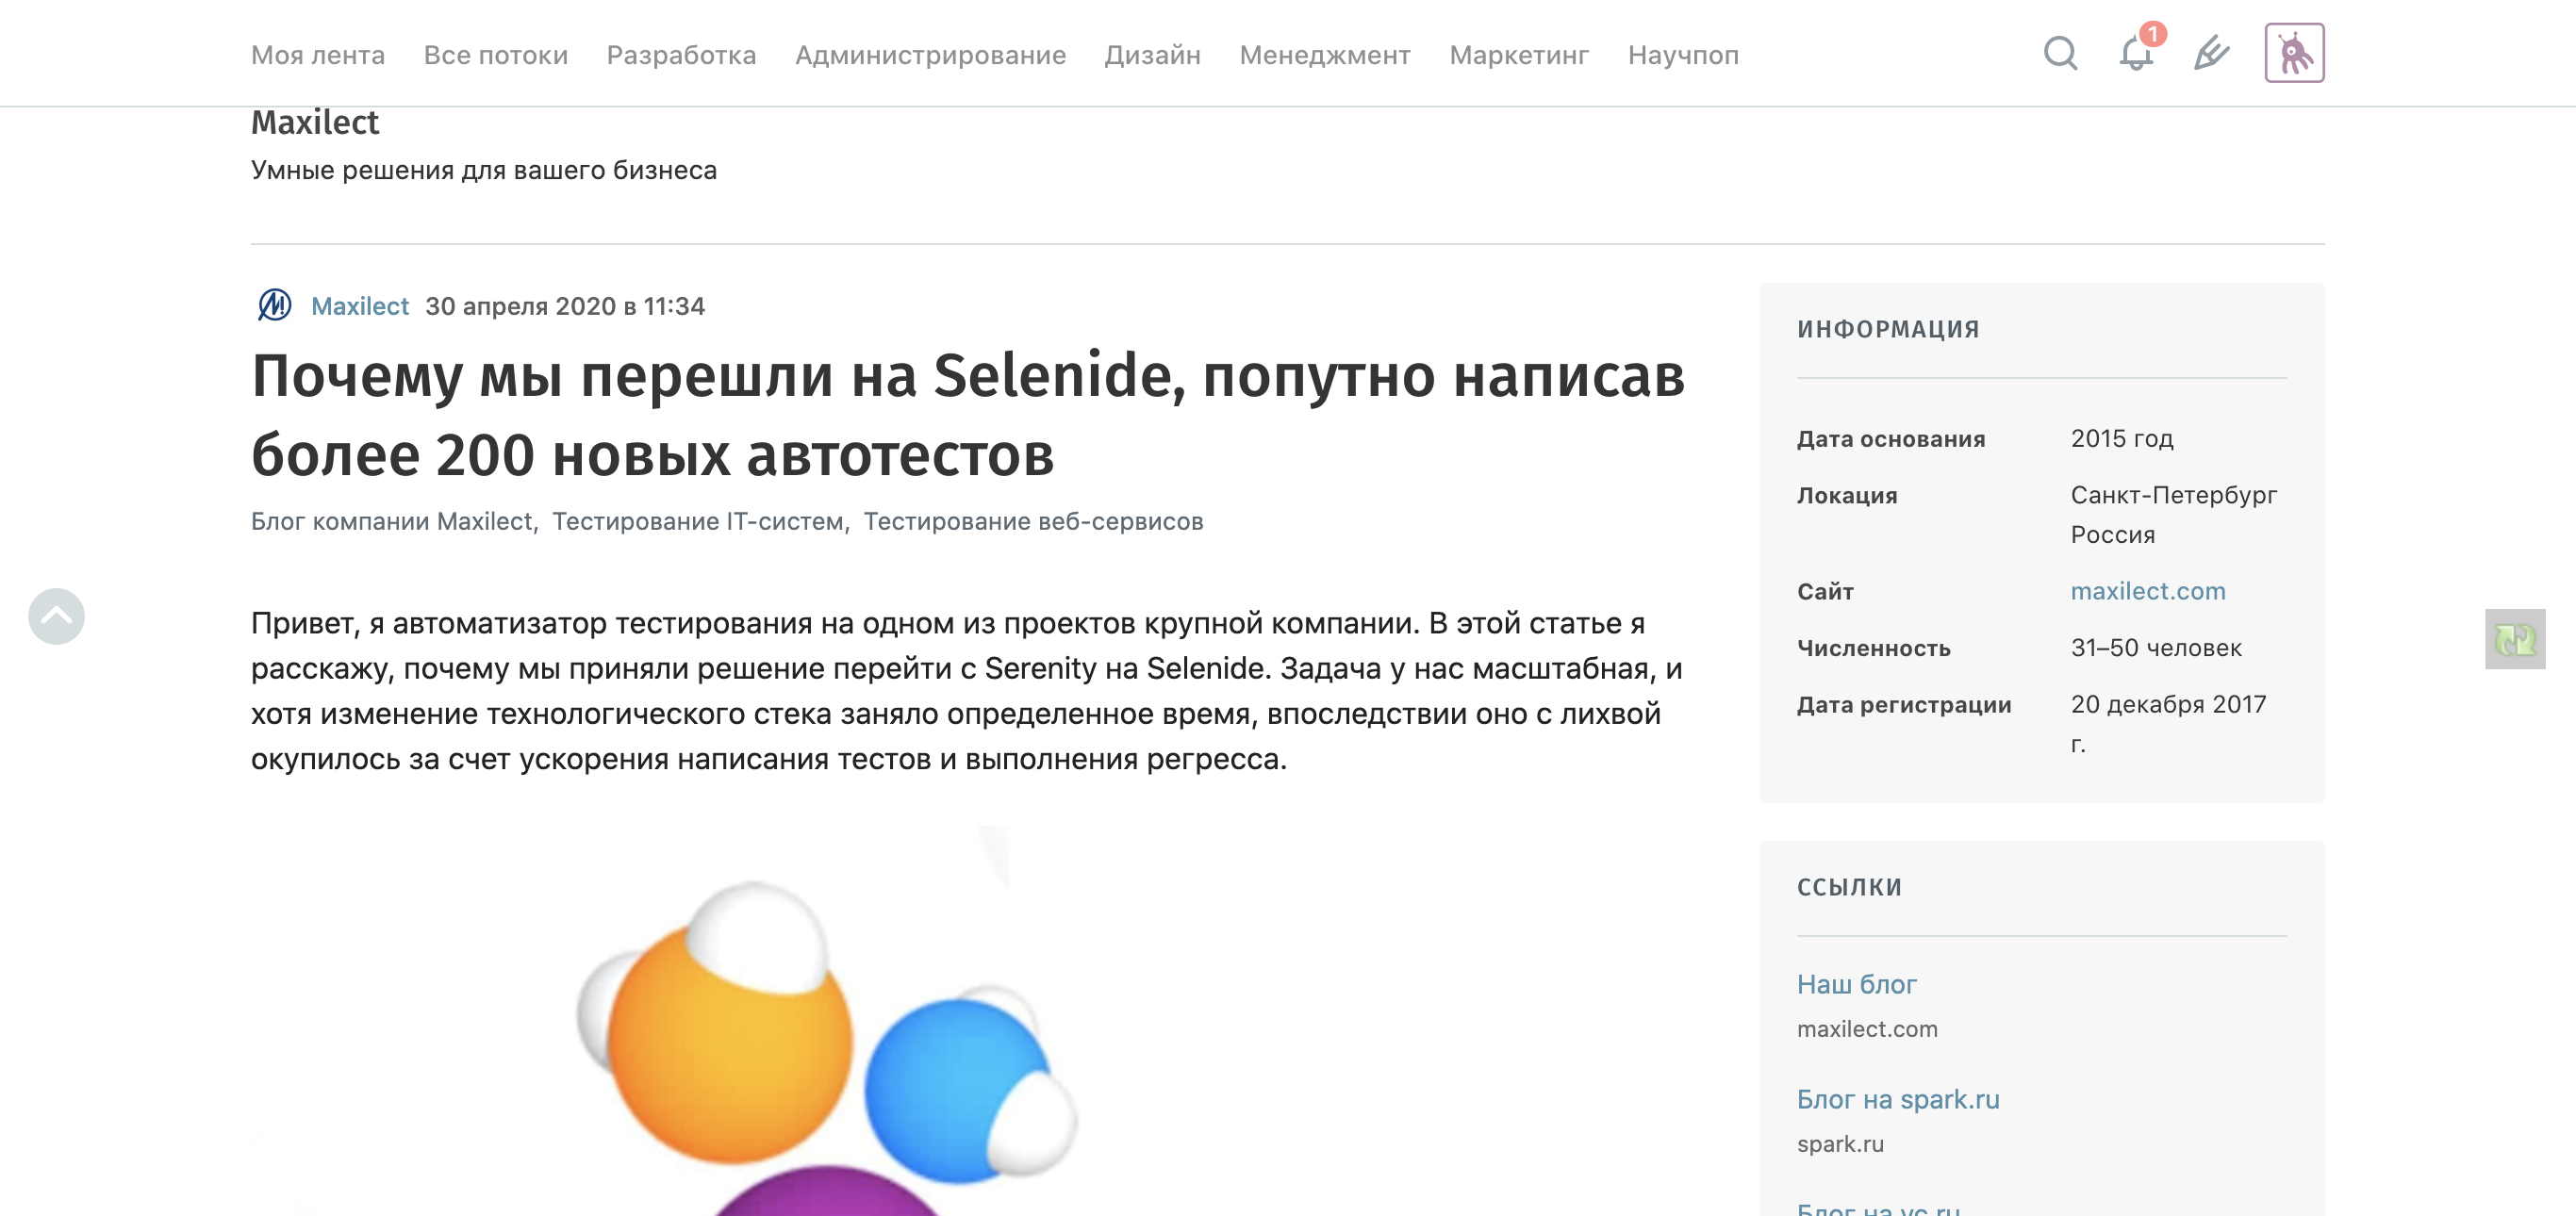 Моя лента Все потоки Разработка Администрирование Дизайн Менеджмент Маркетинг Научпоп 1
Maxilect
Умные решения для вашего бизнеса
Maxilect 30 апреля 2020 в 11:34
Почему мы перешли на Selenide, попутно написав
более 200 новых автотестов
Блог компании Maxilect, Тестирование IT-систем, Тестирование веб-сервисов
Привет, я автоматизатор тестирования на одном из проектов крупной компании. В этой статье я
расскажу, почему мы приняли решение перейти с Serenity на Selenide. Задача у нас масштабная, и
хотя изменение технологического стека заняло определенное время, впоследствии оно с лихвой
окупилось за счет ускорения написания тестов и выполнения регресса.
ИНФОРМАЦИЯ
Дата основания 2015 год
Локация Санкт-Петербург
Россия
Сайт maxilect.com
Численность 31–50 человек
Дата регистрации 20 декабря 2017
г.
ССЫЛКИ
Наш блог
maxilect.com
Блог на spark.ru
spark.ru
Блог на vc.ru